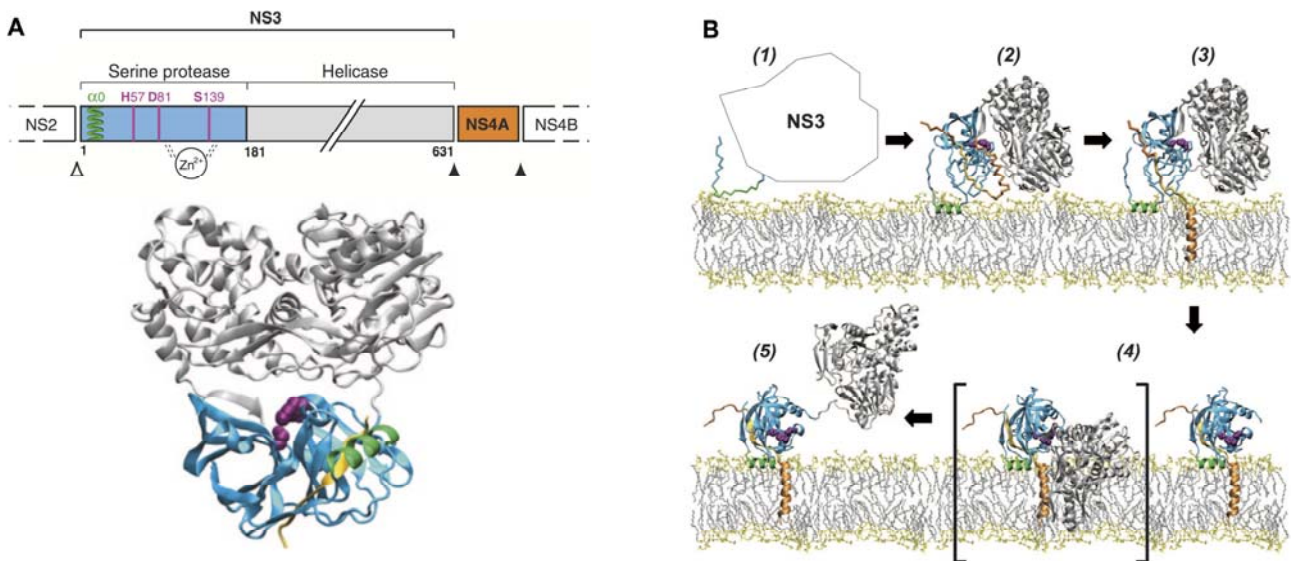 A
NS3
Serine protease
Helicase
α0 H57 D81 S139
NS2
NS4A
NS4B
1
Zn2+
181
631
B
(1)
(2)
(3)
NS3
(5)
(4)